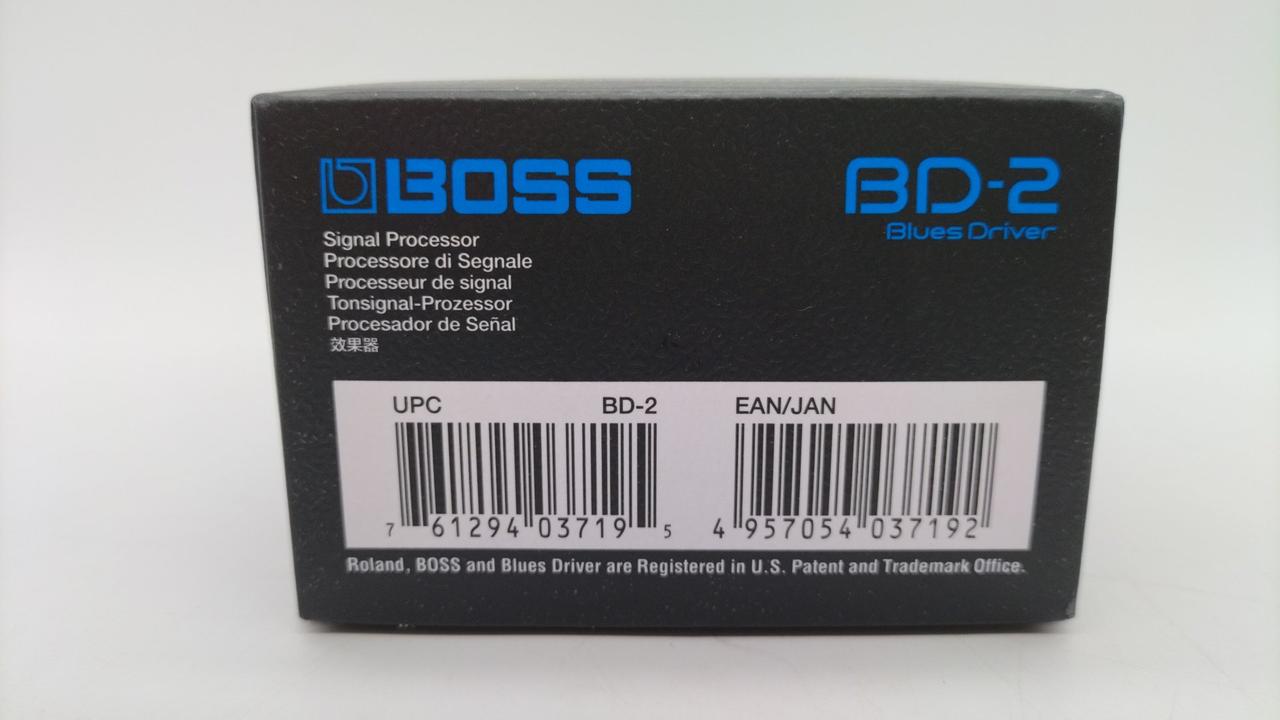 BOSS
BD-2
Blues Driver
Signal Processor
Processore di Segnale
Processeur de signal
Tonsignal-Prozessor
Procesador de Señal
效果器
UPC BD-2 EAN/JAN
7 61294 03719 5 4 957054 037192
Roland, BOSS and Blues Driver are Registered in U.S. Patent and Trademark Office.